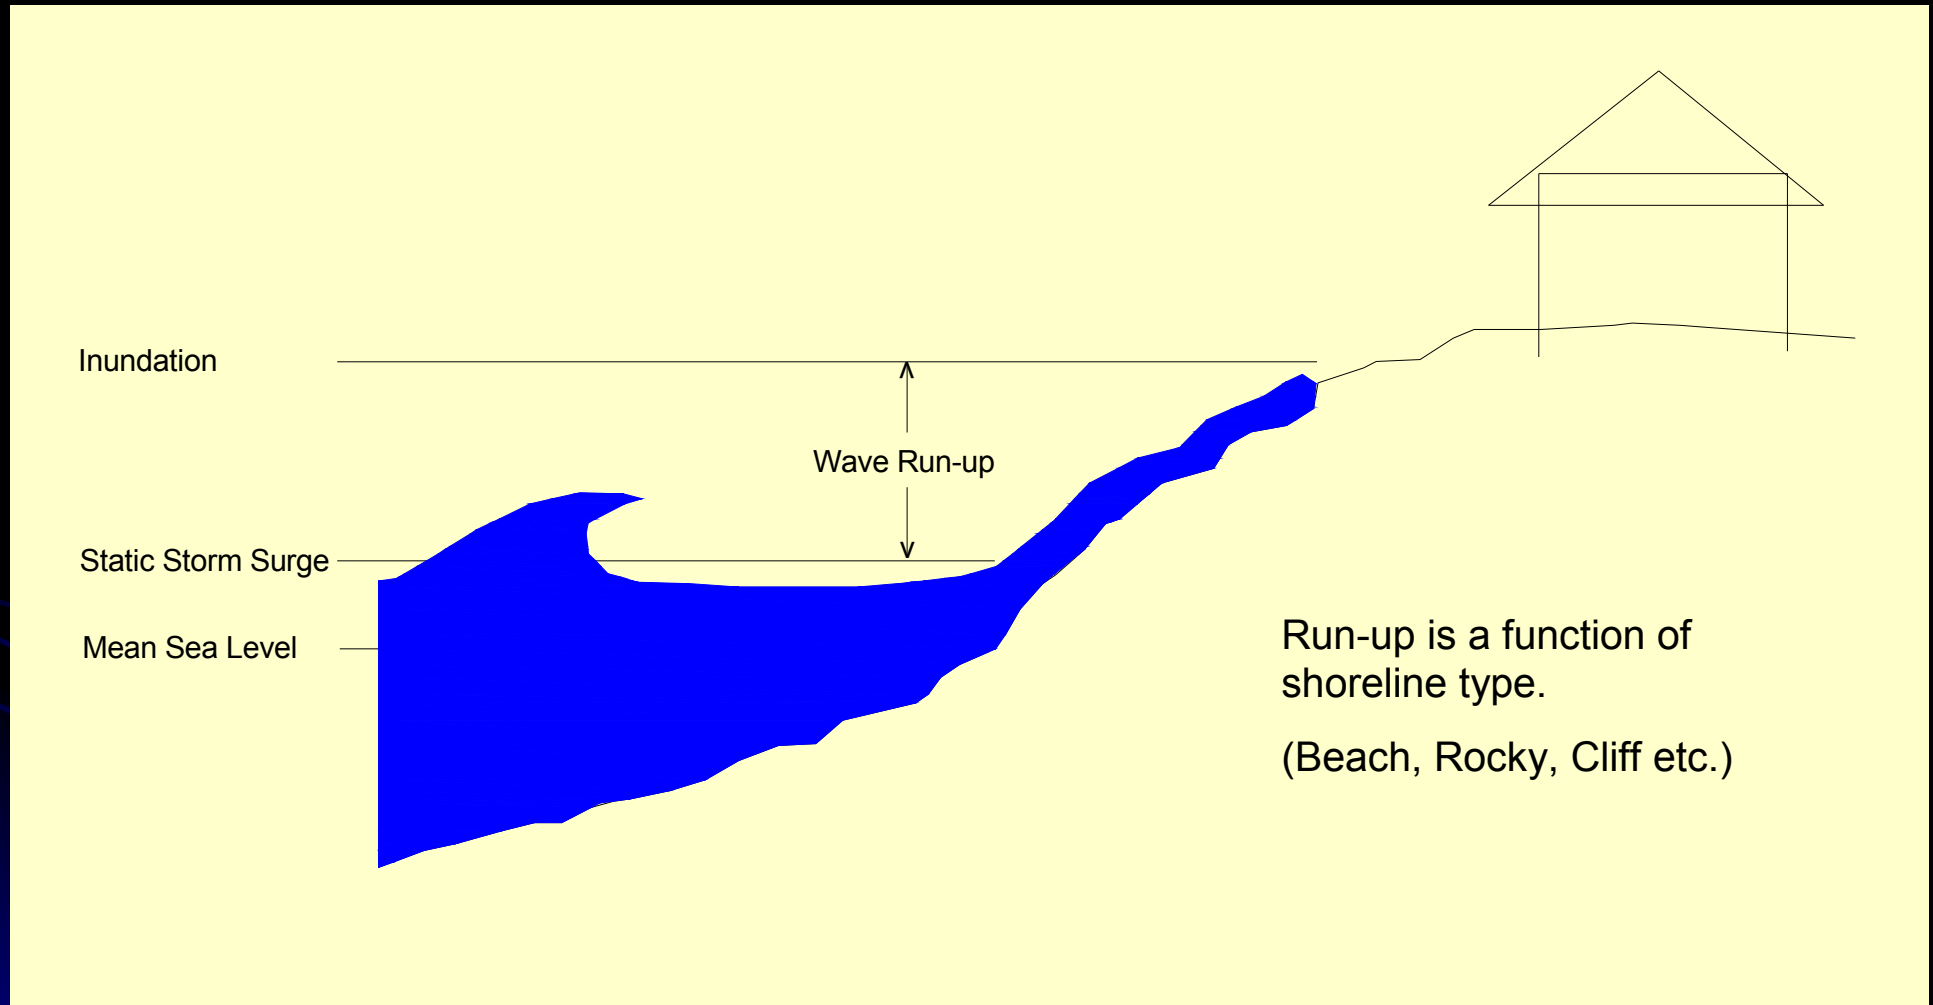 Inundation
Wave Run-up
Static Storm Surge
Mean Sea Level
Run-up is a function of
shoreline type.
(Beach, Rocky, Cliff etc.)